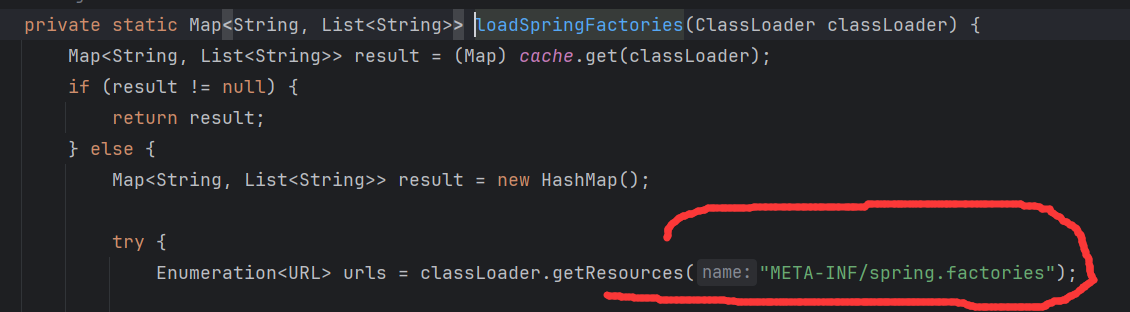 private static Map<String, List<String>> loadSpringFactories(ClassLoader classLoader) {
Map<String, List<String>> result = (Map) cache.get(classLoader);
if (result != null) {
return result;
} else {
Map<String, List<String>> result = new HashMap();
try {
Enumeration<URL> urls = classLoader.getResources( name: "META-INF/spring.factories");